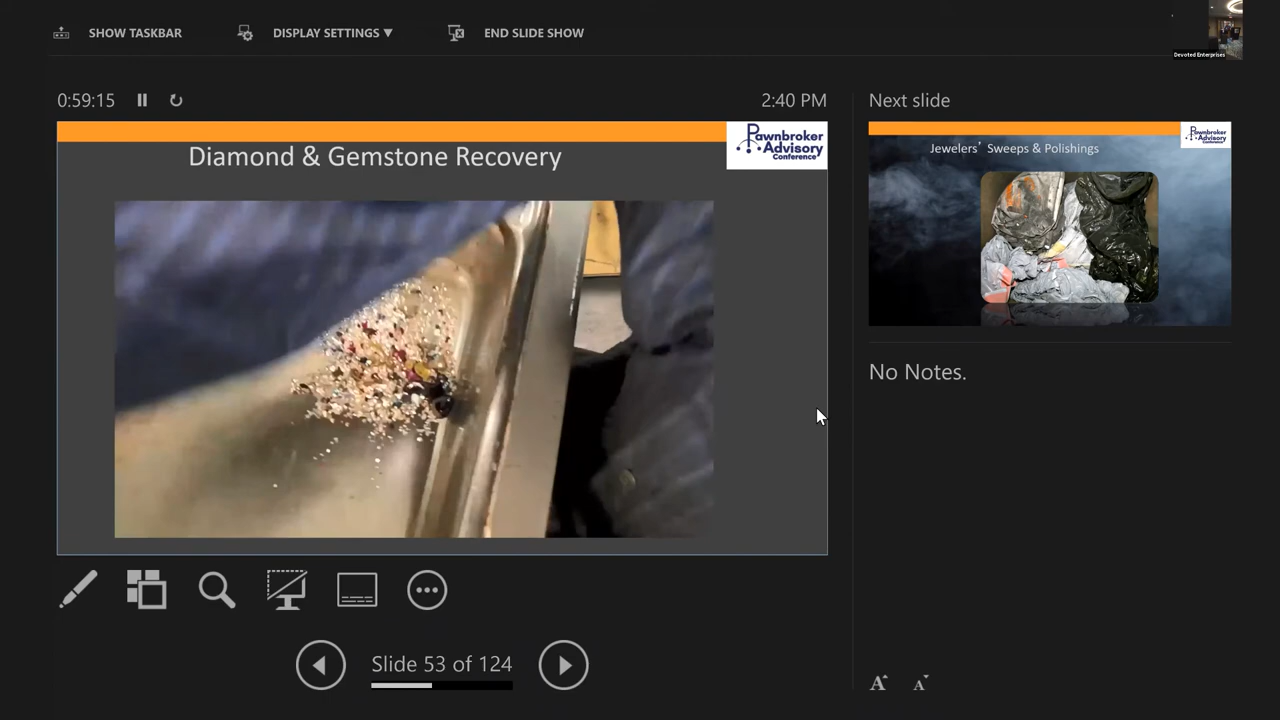 SHOW TASKBAR
DISPLAY SETTINGS ▼
END SLIDE SHOW
Devoted Enterprises
0:59:15
2:40 PM
Next slide
Diamond & Gemstone Recovery
Pawnbroker
Advisory
Conference
Jewelers’ Sweeps & Polishings
Pawnbroker
Advisory
Conference
No Notes.
Slide 53 of 124
A
A